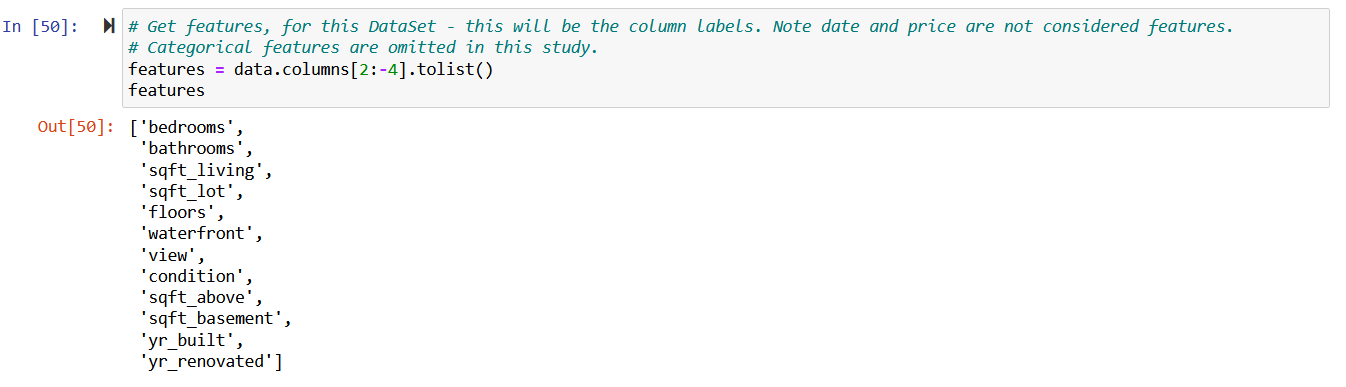 In [50]: # Get features, for this DataSet - this will be the column labels. Note date and price are not considered features.
# Categorical features are omitted in this study.
features = data.columns[2:-4].tolist()
features
Out[50]: ['bedrooms',
'bathrooms',
'sqft_living',
'sqft_lot',
'floors',
'waterfront',
'view',
'condition',
'sqft_above',
'sqft_basement',
'yr_built',
'yr_renovated']